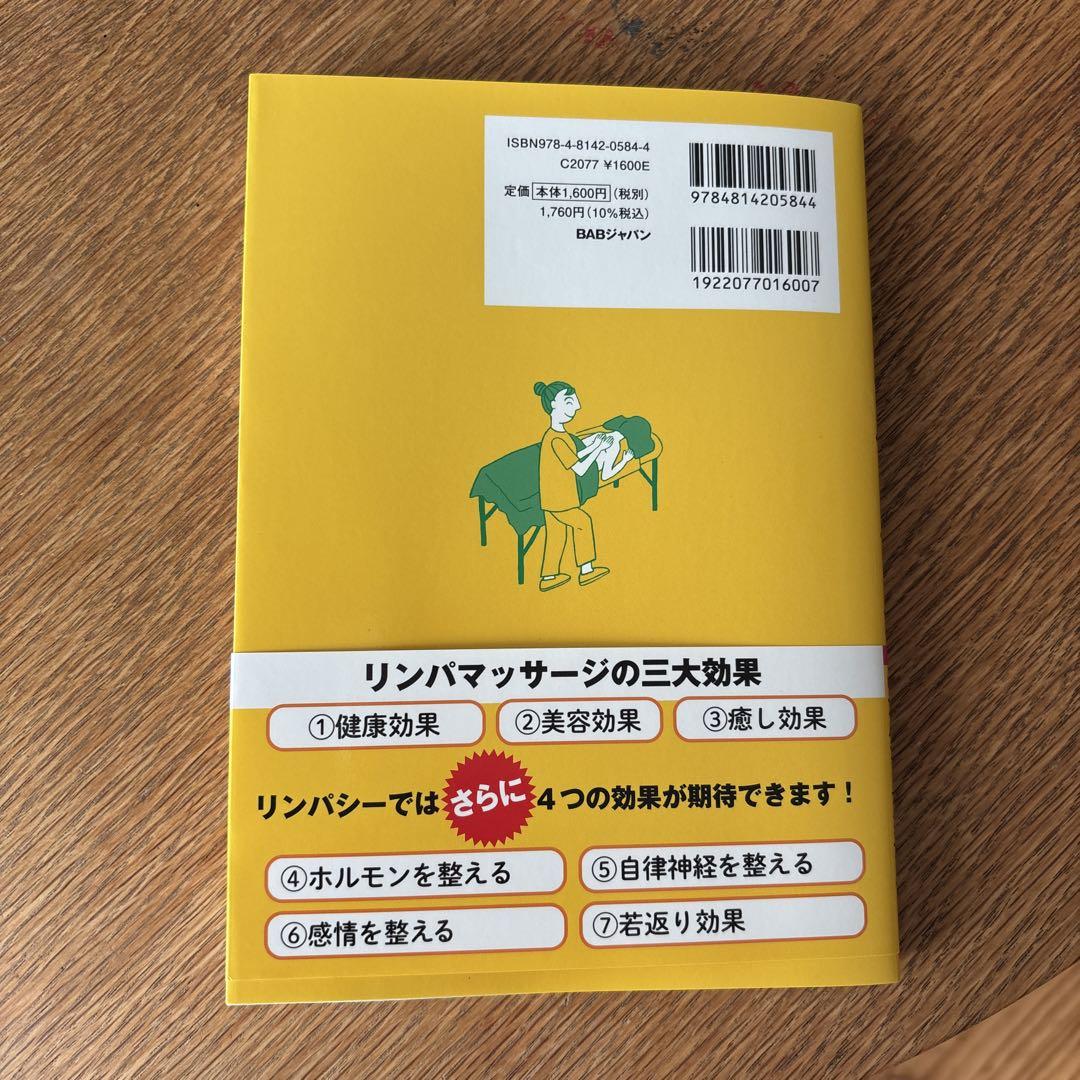 ISBN978-4-8142-0584-4
C2077 ¥1600E
定価 本体1,600円 (税別)
1,760円(10%税込)
BABジャパン
9784814205844
1922077016007
リンパマッサージの三大効果
①健康効果
②美容効果
③癒し効果
リンパシーでは さらに 4つの効果が期待できます!
④ホルモンを整える
⑤自律神経を整える
⑥感情を整える
⑦若返り効果